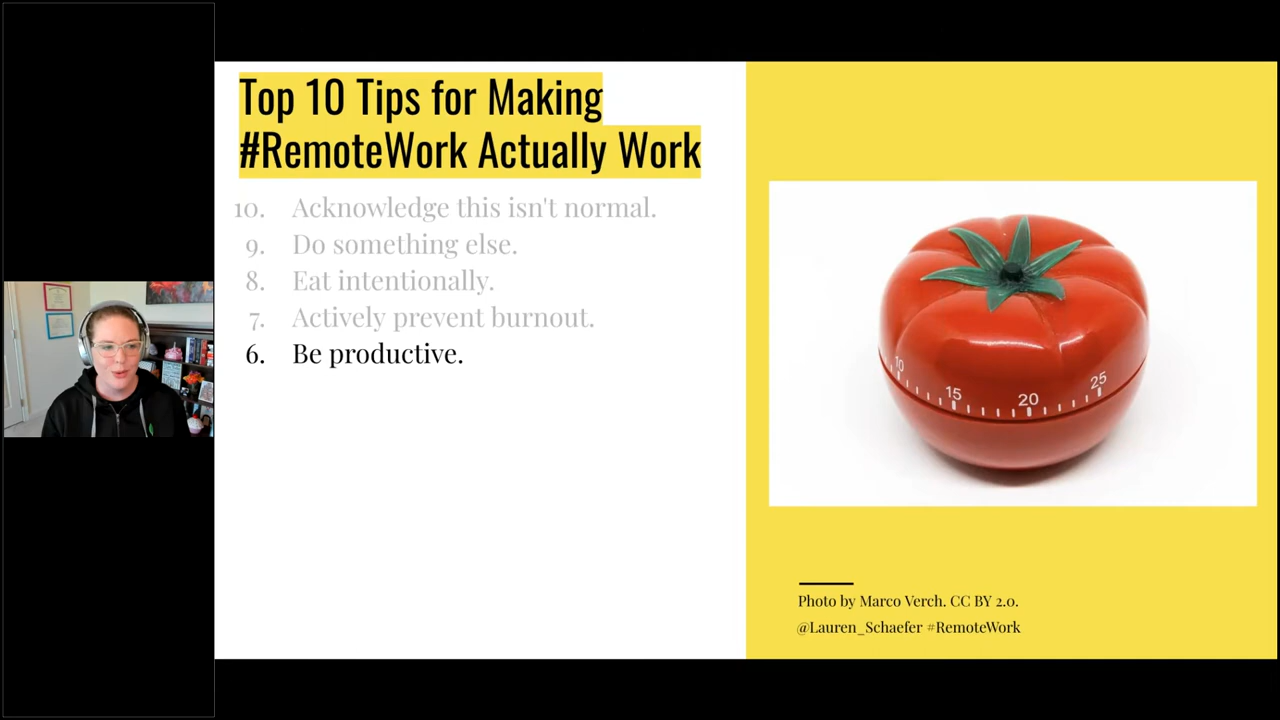 Top 10 Tips for Making
#RemoteWork Actually Work
10. Acknowledge this isn't normal.
9. Do something else.
8. Eat intentionally.
7. Actively prevent burnout.
6. Be productive.
10 15 20 25
Photo by Marco Verch. CC BY 2.0.
@Lauren_Schaefer #RemoteWork